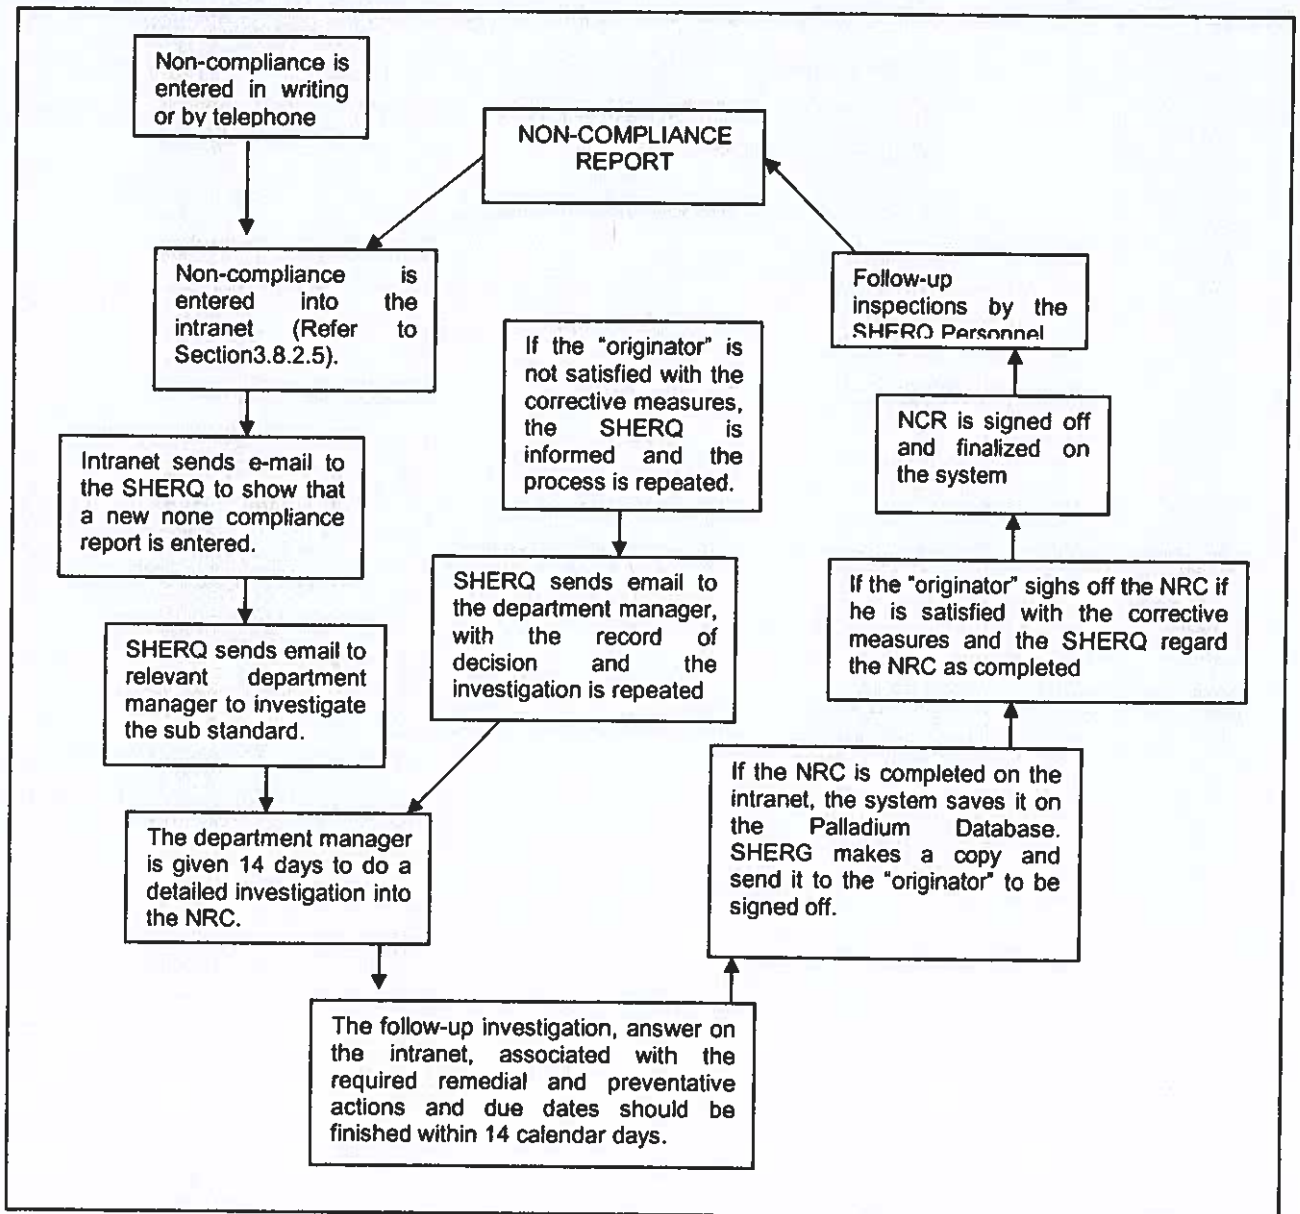 Non-compliance is
entered in writing
or by telephone
NON-COMPLIANCE
REPORT
Non-compliance is
entered into the
intranet (Refer to
Section3.8.2.5).
Intranet sends e-mail to
the SHERQ to show that
a new none compliance
report is entered.
SHERQ sends email to
relevant department
manager to investigate
the sub standard.
If the "originator" is
not satisfied with the
corrective measures,
the SHERQ is
informed and the
process is repeated.
SHERQ sends email to
the department manager,
with the record of
decision and the
investigation is repeated
The department manager
is given 14 days to do a
detailed investigation into
the NRC.
The follow-up investigation, answer on
the intranet, associated with the
required remedial and preventative
actions and due dates should be
finished within 14 calendar days.
If the NRC is completed on the
intranet, the system saves it on
the Palladium Database.
SHERG makes a copy and
send it to the "originator" to be
signed off.
If the "originator" sighs off the NRC if
he is satisfied with the corrective
measures and the SHERQ regard
the NRC as completed
NCR is signed off
and finalized on
the system
Follow-up
inspections by the
SHERQ Personnel